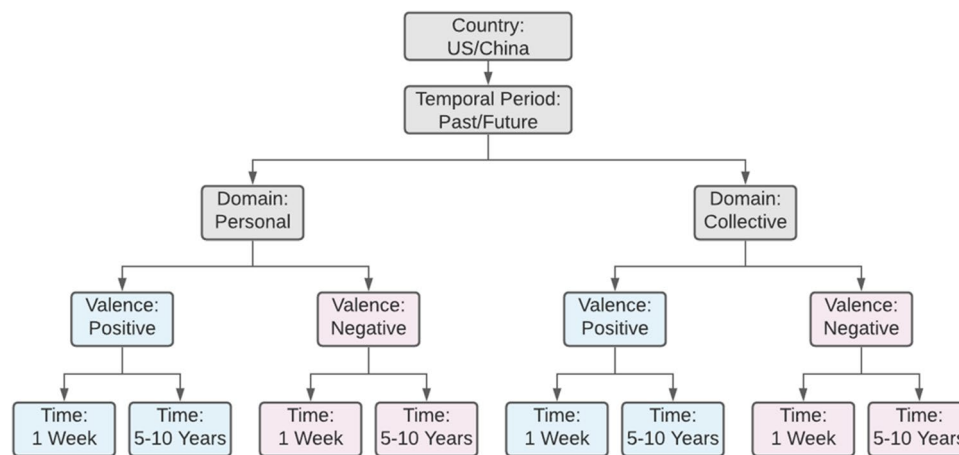 Country:
US/China
Temporal Period:
Past/Future
Domain:
Personal
Domain:
Collective
Valence:
Positive
Valence:
Negative
Valence:
Positive
Valence:
Negative
Time:
1 Week
Time:
5-10 Years
Time:
1 Week
Time:
5-10 Years
Time:
1 Week
Time:
5-10 Years
Time:
1 Week
Time:
5-10 Years